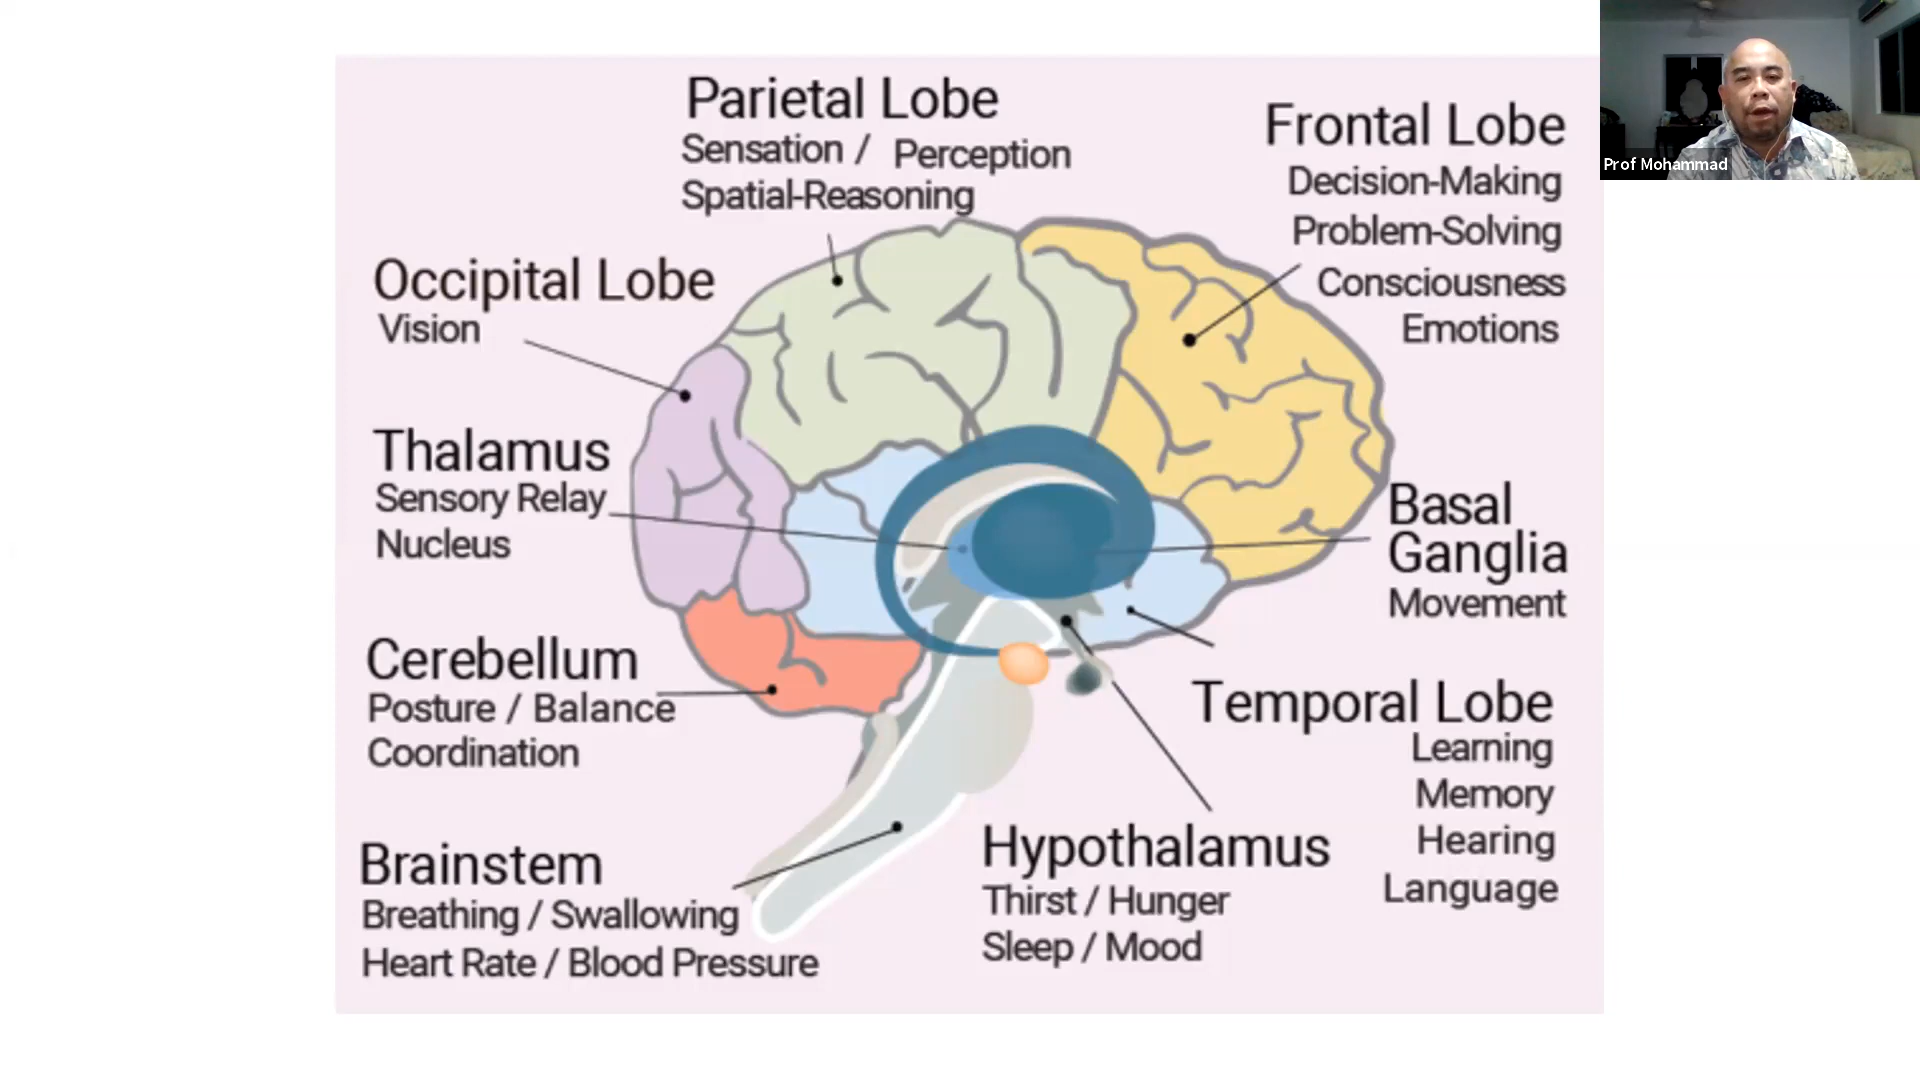 Parietal Lobe
Sensation / Perception
Spatial-Reasoning
Frontal Lobe
Decision-Making
Problem-Solving
Consciousness
Emotions
Prof Mohammad
Occipital Lobe
Vision
Thalamus
Sensory Relay
Nucleus
Basal
Ganglia
Movement
Cerebellum
Posture / Balance
Coordination
Temporal Lobe
Learning
Memory
Hearing
Language
Brainstem
Breathing / Swallowing
Heart Rate / Blood Pressure
Hypothalamus
Thirst / Hunger
Sleep / Mood